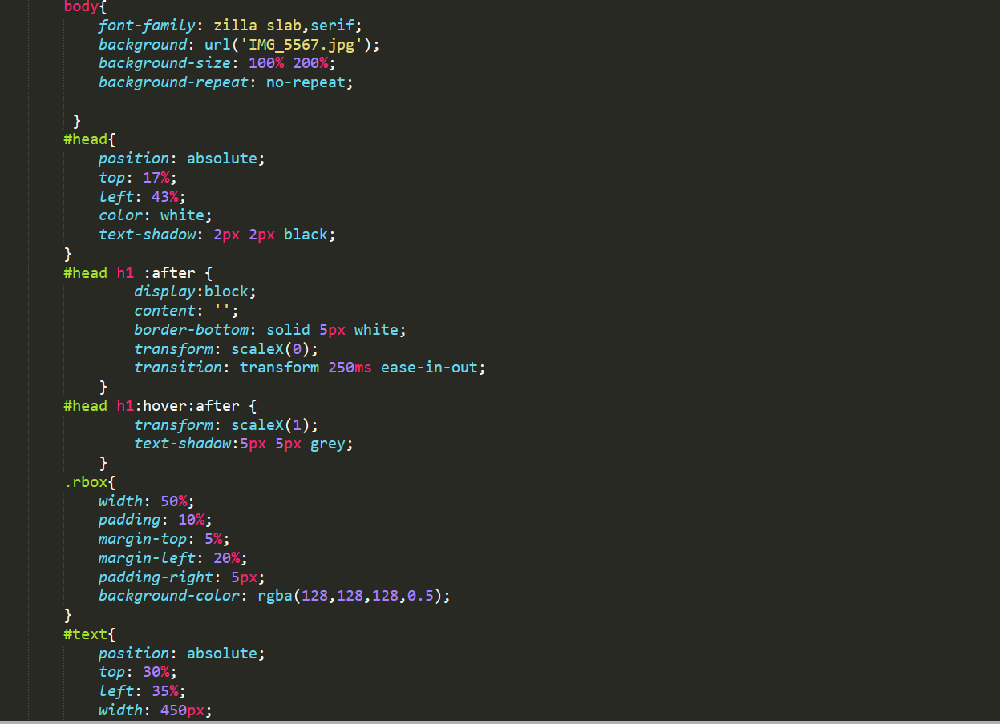 body{
font-family: zilla slab,serif;
background: url('IMG_5567.jpg');
background-size: 100% 200%;
background-repeat: no-repeat;
}
#head{
position: absolute;
top: 17%;
left: 43%;
color: white;
text-shadow: 2px 2px black;
}
#head h1 :after {
display:block;
content: '';
border-bottom: solid 5px white;
transform: scaleX(0);
transition: transform 250ms ease-in-out;
}
#head h1:hover:after {
transform: scaleX(1);
text-shadow:5px 5px grey;
}
.rbox{
width: 50%;
padding: 10%;
margin-top: 5%;
margin-left: 20%;
padding-right: 5px;
background-color: rgba(128,128,128,0.5);
}
#text{
position: absolute;
top: 30%;
left: 35%;
width: 450px;